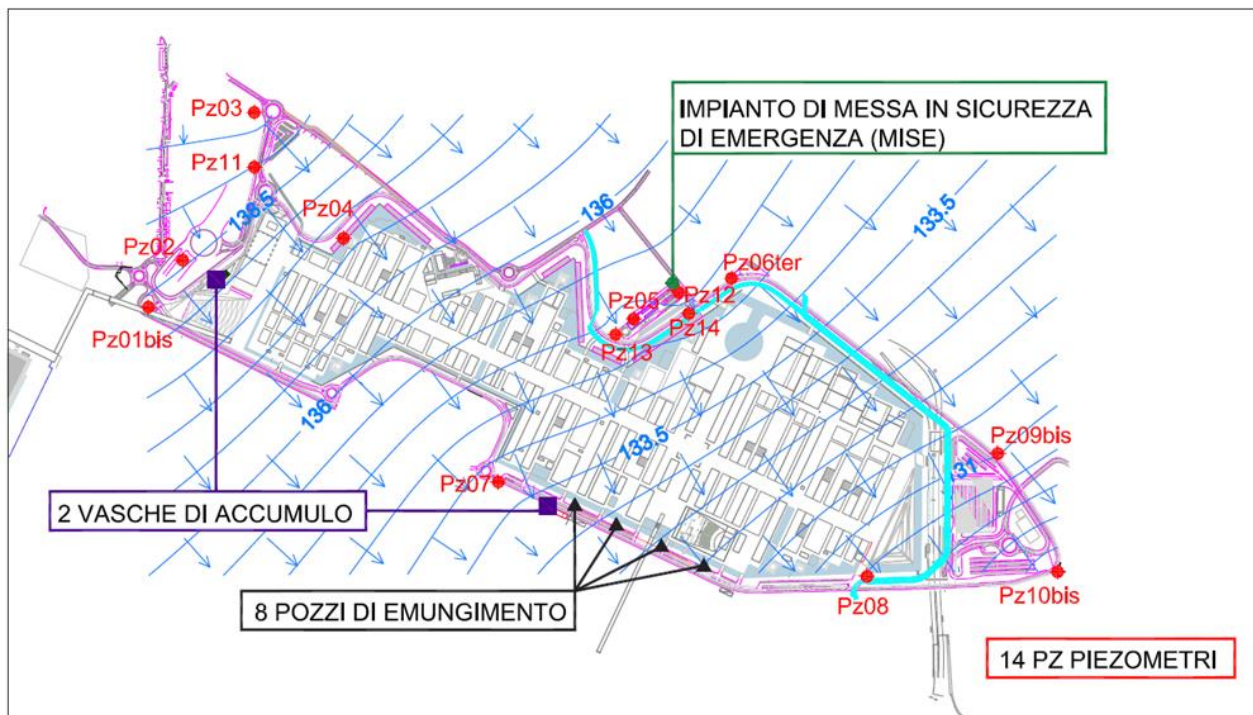 Pz03
IMPIANTO DI MESSA IN SICUREZZA
DI EMERGENZA (MISE)
Pz11
138.5
Pz04
136
133.5
Pz02
Pz06ter
Pz05
Pz12
Pz14
Pz01bis
Pz13
136
133.5
Pz09bis
131
Pz07
2 VASCHE DI ACCUMULO
8 POZZI DI EMUNGIMENTO
Pz08
Pz10bis
14 PZ PIEZOMETRI